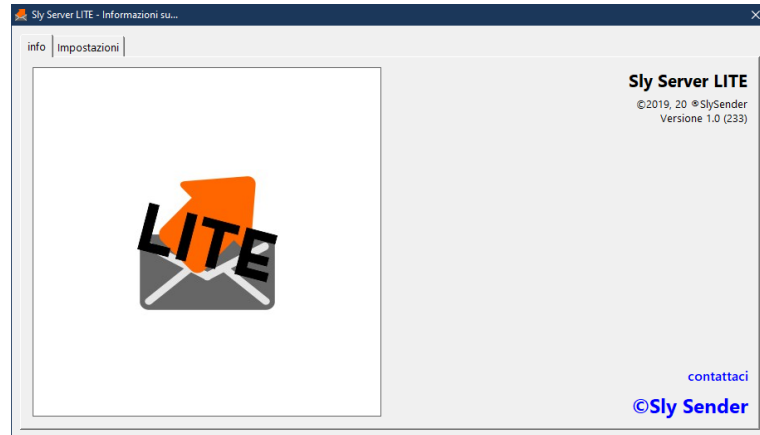 Sly Server LITE - Informazioni su...
info Impostazioni
Sly Server LITE
©2019, 20 ®SlySender
Versione 1.0 (233)
LITE
contattaci
©Sly Sender